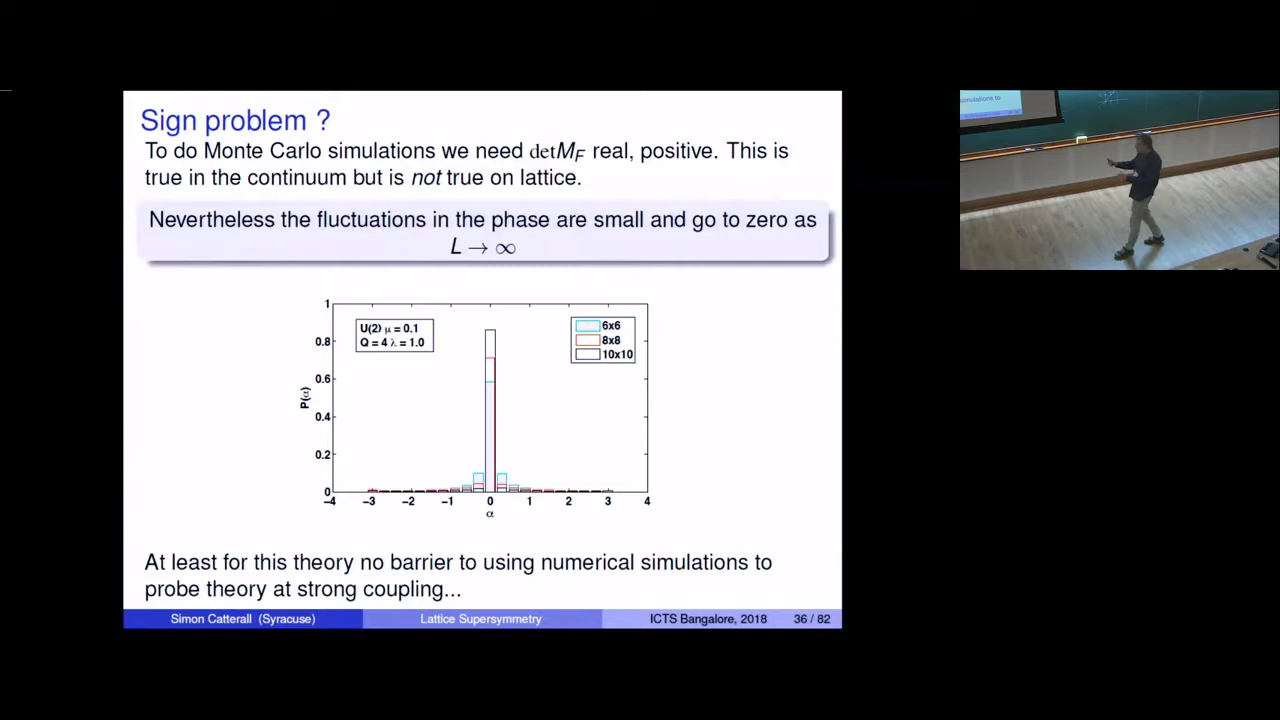 Sign problem ?
To do Monte Carlo simulations we need detM_F real, positive. This is
true in the continuum but is not true on lattice.
Nevertheless the fluctuations in the phase are small and go to zero as
L → ∞
U(2) μ = 0.1
Q = 4 λ = 1.0
6x6
8x8
10x10
1
0.8
0.6
0.4
0.2
0
P(α)
−4 −3 −2 −1 0 1 2 3 4
α
At least for this theory no barrier to using numerical simulations to
probe theory at strong coupling...
Simon Catterall (Syracuse) Lattice Supersymmetry ICTS Bangalore, 2018 36 / 82
simulations to